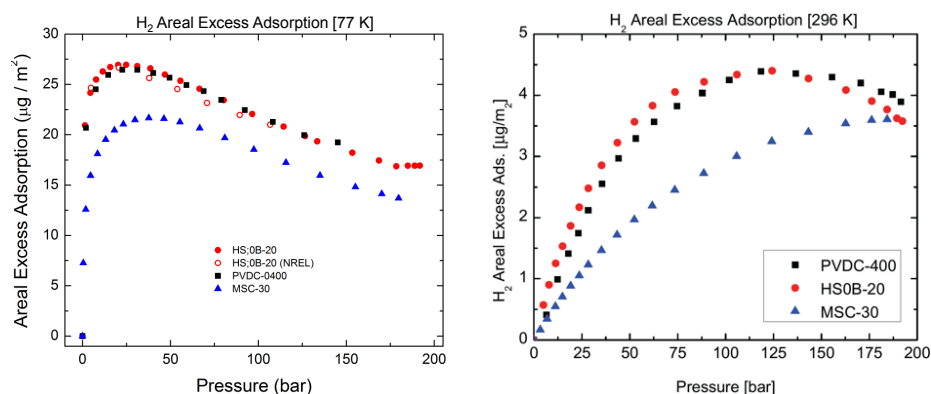 H2 Areal Excess Adsorption [77 K]
Areal Excess Adsorption (μg / m²)
30
25
20
15
10
5
0
HS;0B-20
HS;0B-20 (NREL)
PVDC-0400
MSC-30
0 50 100 150 200
Pressure (bar)
H2 Areal Excess Adsorption [296 K]
H2 Areal Excess Ads. [μg/m2]
5
4
3
2
1
0
PVDC-400
HS0B-20
MSC-30
0 25 50 75 100 125 150 175 200
Pressure [bar]